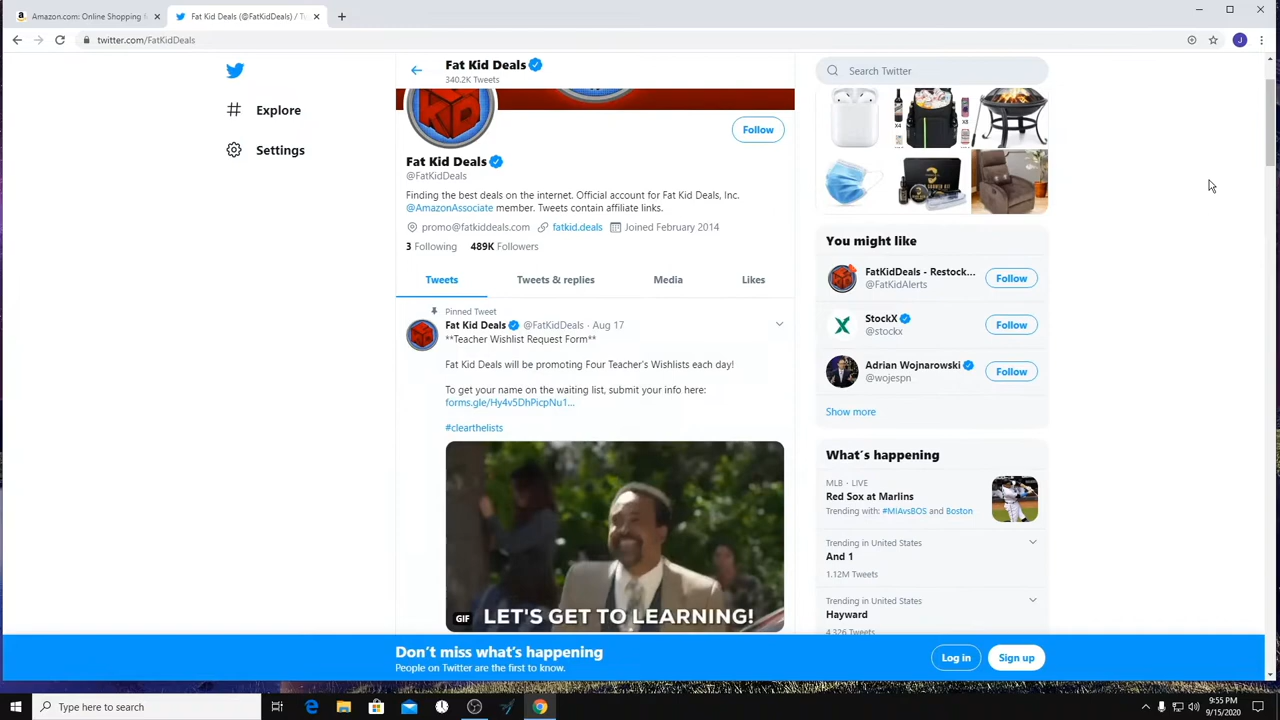 Amazon.com: Online Shopping
Fat Kid Deals (@FatKidDeals) / T
twitter.com/FatKidDeals
J
Explore
Settings
Fat Kid Deals
340.2K Tweets
Follow
Fat Kid Deals
@FatKidDeals
Finding the best deals on the internet. Official account for Fat Kid Deals, Inc.
@AmazonAssociate member. Tweets contain affiliate links.
promo@fatkiddeals.com fatkid.deals Joined February 2014
3 Following 489K Followers
Tweets Tweets & replies Media Likes
Pinned Tweet
Fat Kid Deals @FatKidDeals · Aug 17
**Teacher Wishlist Request Form**
Fat Kid Deals will be promoting Four Teacher's Wishlists each day!
To get your name on the waiting list, submit your info here:
forms.gle/Hy4v5DhPicpNu1...
#clearthelists
GIF LET'S GET TO LEARNING!
Search Twitter
X4
X8
You might like
FatKidDeals - Restock...
@FatKidAlerts
Follow
StockX
@stockx
Follow
Adrian Wojnarowski
@wojespn
Follow
Show more
What's happening
MLB · LIVE
Red Sox at Marlins
Trending with: #MIAvsBOS and Boston
Trending in United States
And 1
1.12M Tweets
Trending in United States
Hayward
4,326 Tweets
Don't miss what's happening
People on Twitter are the first to know.
Log in Sign up
Type here to search
9:55 PM
9/15/2020